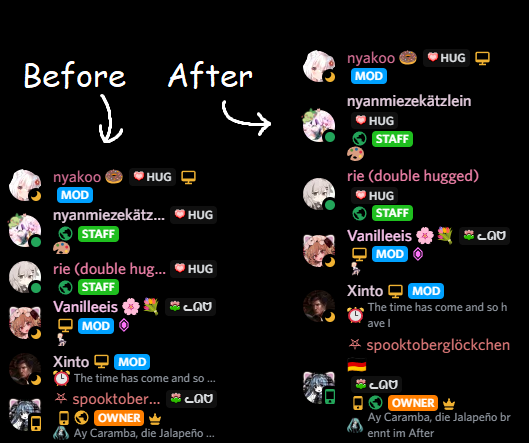 Before
After
nyakoo HUG
MOD
nyanmiezekätz... HUG
STAFF
rie (double hug... HUG
STAFF
Vanilleeis
MOD
Xinto MOD
The time has come and so ...
spooktober...
OWNER
Ay Caramba, die Jalapeño ...
nyakoo HUG
MOD
nyanmiezekätzlein
HUG
STAFF
rie (double hugged)
HUG
STAFF
Vanilleeis
MOD
Xinto MOD
The time has come and so h
ave I
spooktoberglöckchen
OWNER
Ay Caramba, die Jalapeño br
ennt im After